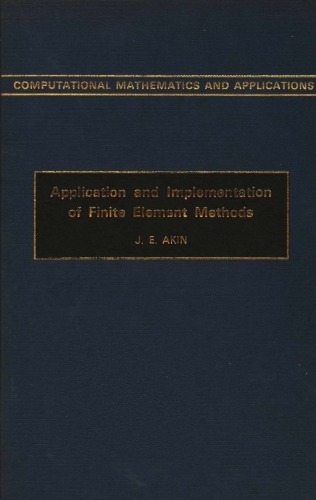 COMPUTATIONAL MATHEMATICS AND APPLICATIONS
Application and Implementation
of Finite Element Methods
J. E. AKIN